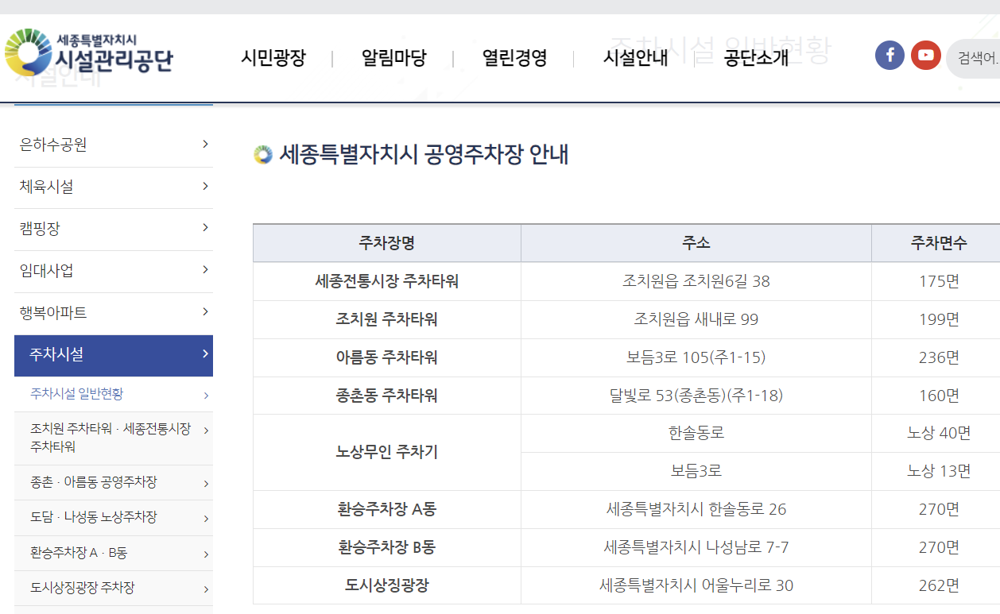 세종특별자치시
시설관리공단
시민광장 | 알림마당 | 열린경영 | 시설안내 | 공단소개
주차시설 일반현황
검색어.
시설안내
은하수공원
체육시설
캠핑장
임대사업
행복아파트
주차시설
주차시설 일반현황
조치원 주차타워 · 세종전통시장
주차타워
종촌 · 아름동 공영주차장
도담 · 나성동 노상주차장
환승주차장 A · B동
도시상징광장 주차장
세종특별자치시 공영주차장 안내
주차장명 주소 주차면수
세종전통시장 주차타워 조치원읍 조치원6길 38 175면
조치원 주차타워 조치원읍 새내로 99 199면
아름동 주차타워 보듬3로 105(주1-15) 236면
종촌동 주차타워 달빛로 53(종촌동)(주1-18) 160면
노상무인 주차기 한솔동로 노상 40면
보듬3로 노상 13면
환승주차장 A동 세종특별자치시 한솔동로 26 270면
환승주차장 B동 세종특별자치시 나성남로 7-7 270면
도시상징광장 세종특별자치시 어울누리로 30 262면